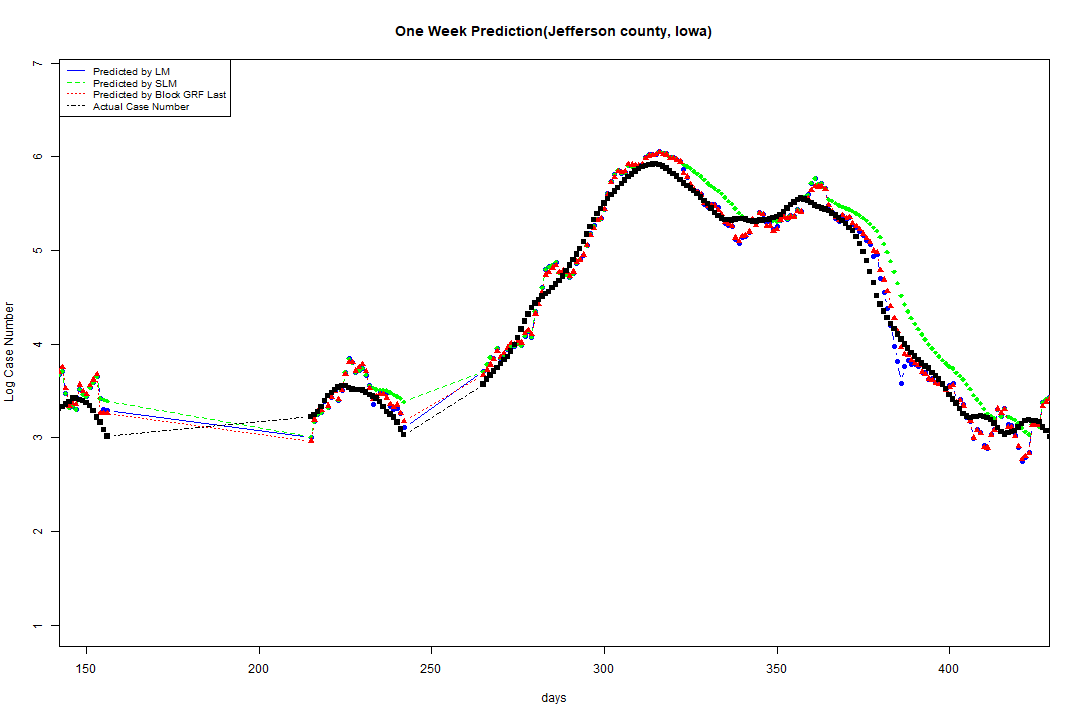 One Week Prediction(Jefferson county, Iowa)
Predicted by LM
Predicted by SLM
Predicted by Block GRF Last
Actual Case Number
7
6
5
4
3
2
1
Log Case Number
150 200 250 300 350 400
days